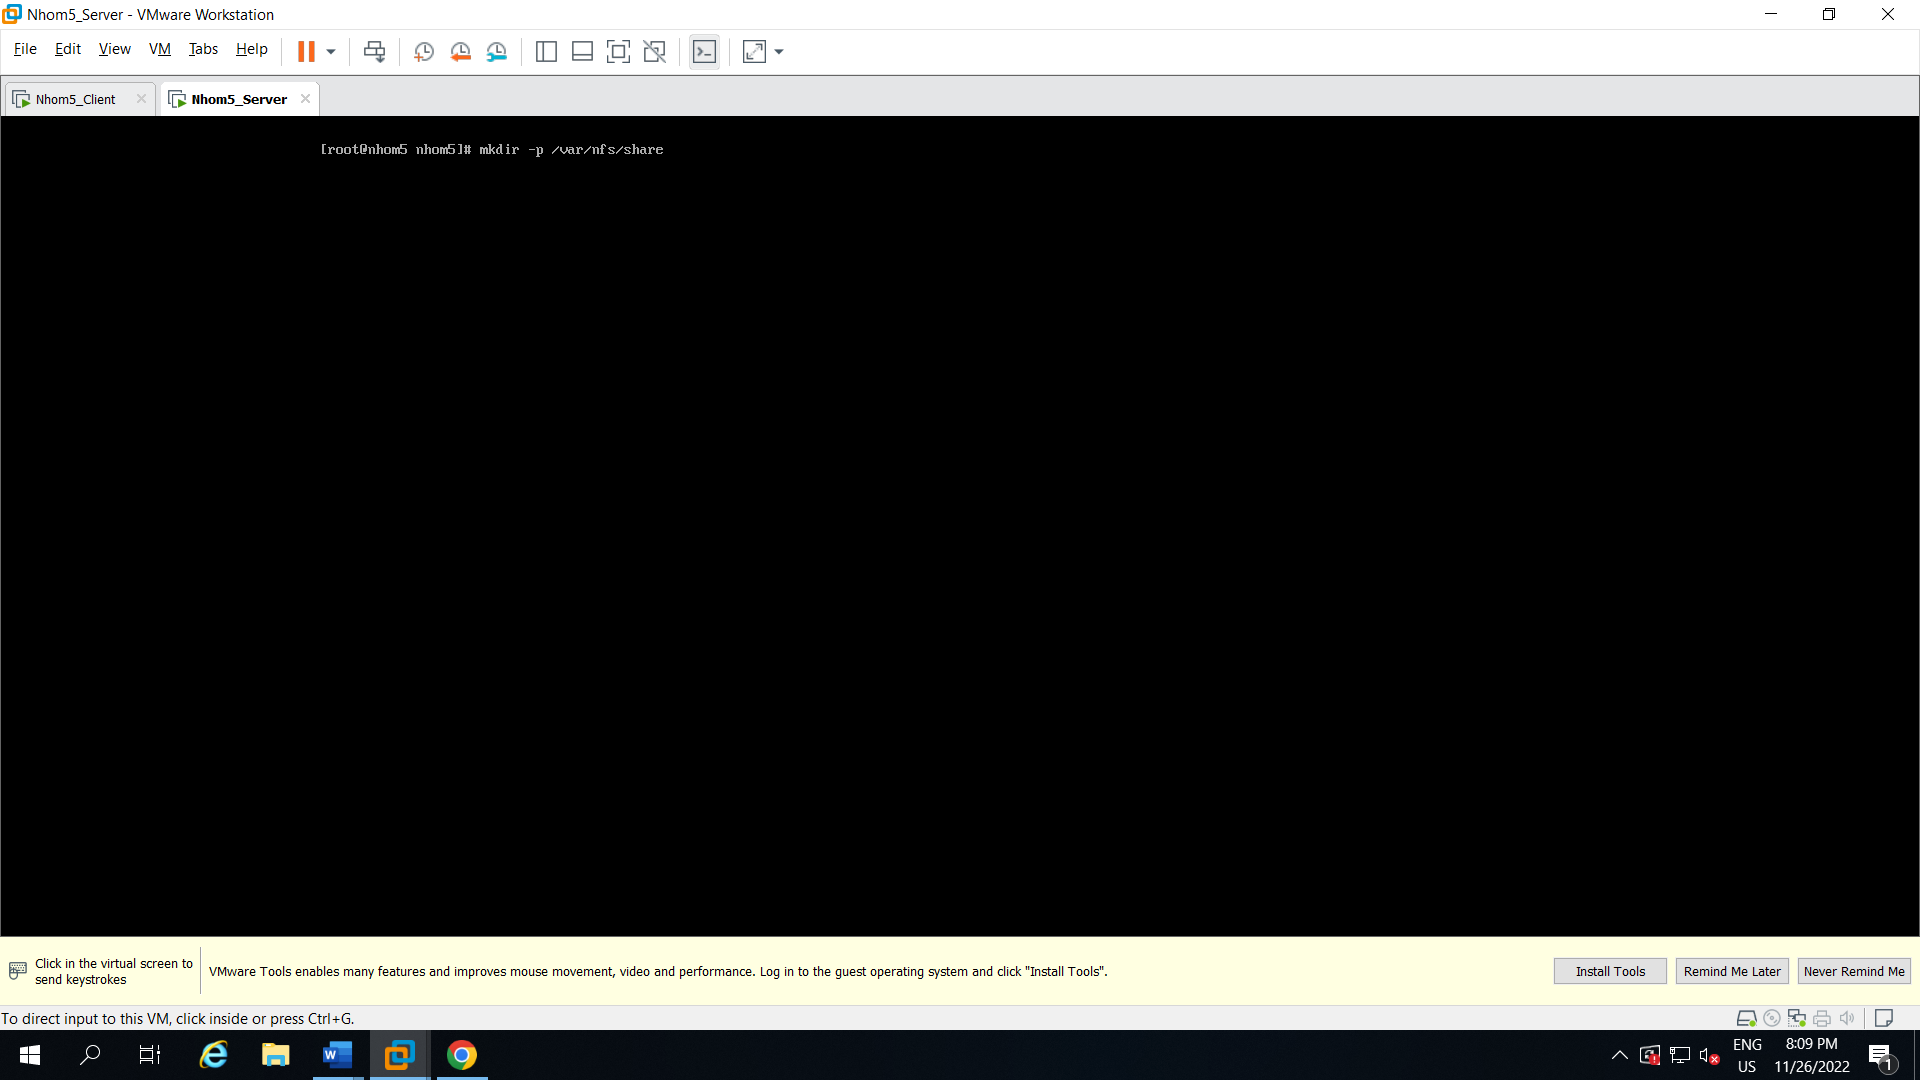 Nhom5_Server - VMware Workstation
File Edit View VM Tabs Help
Nhom5_Client
Nhom5_Server
[root@nhom5 nhom5]# mkdir -p /var/nfs/share
Click in the virtual screen to
send keystrokes
VMware Tools enables many features and improves mouse movement, video and performance. Log in to the guest operating system and click "Install Tools".
Install Tools
Remind Me Later
Never Remind Me
To direct input to this VM, click inside or press Ctrl+G.
ENG
US
8:09 PM
11/26/2022
1